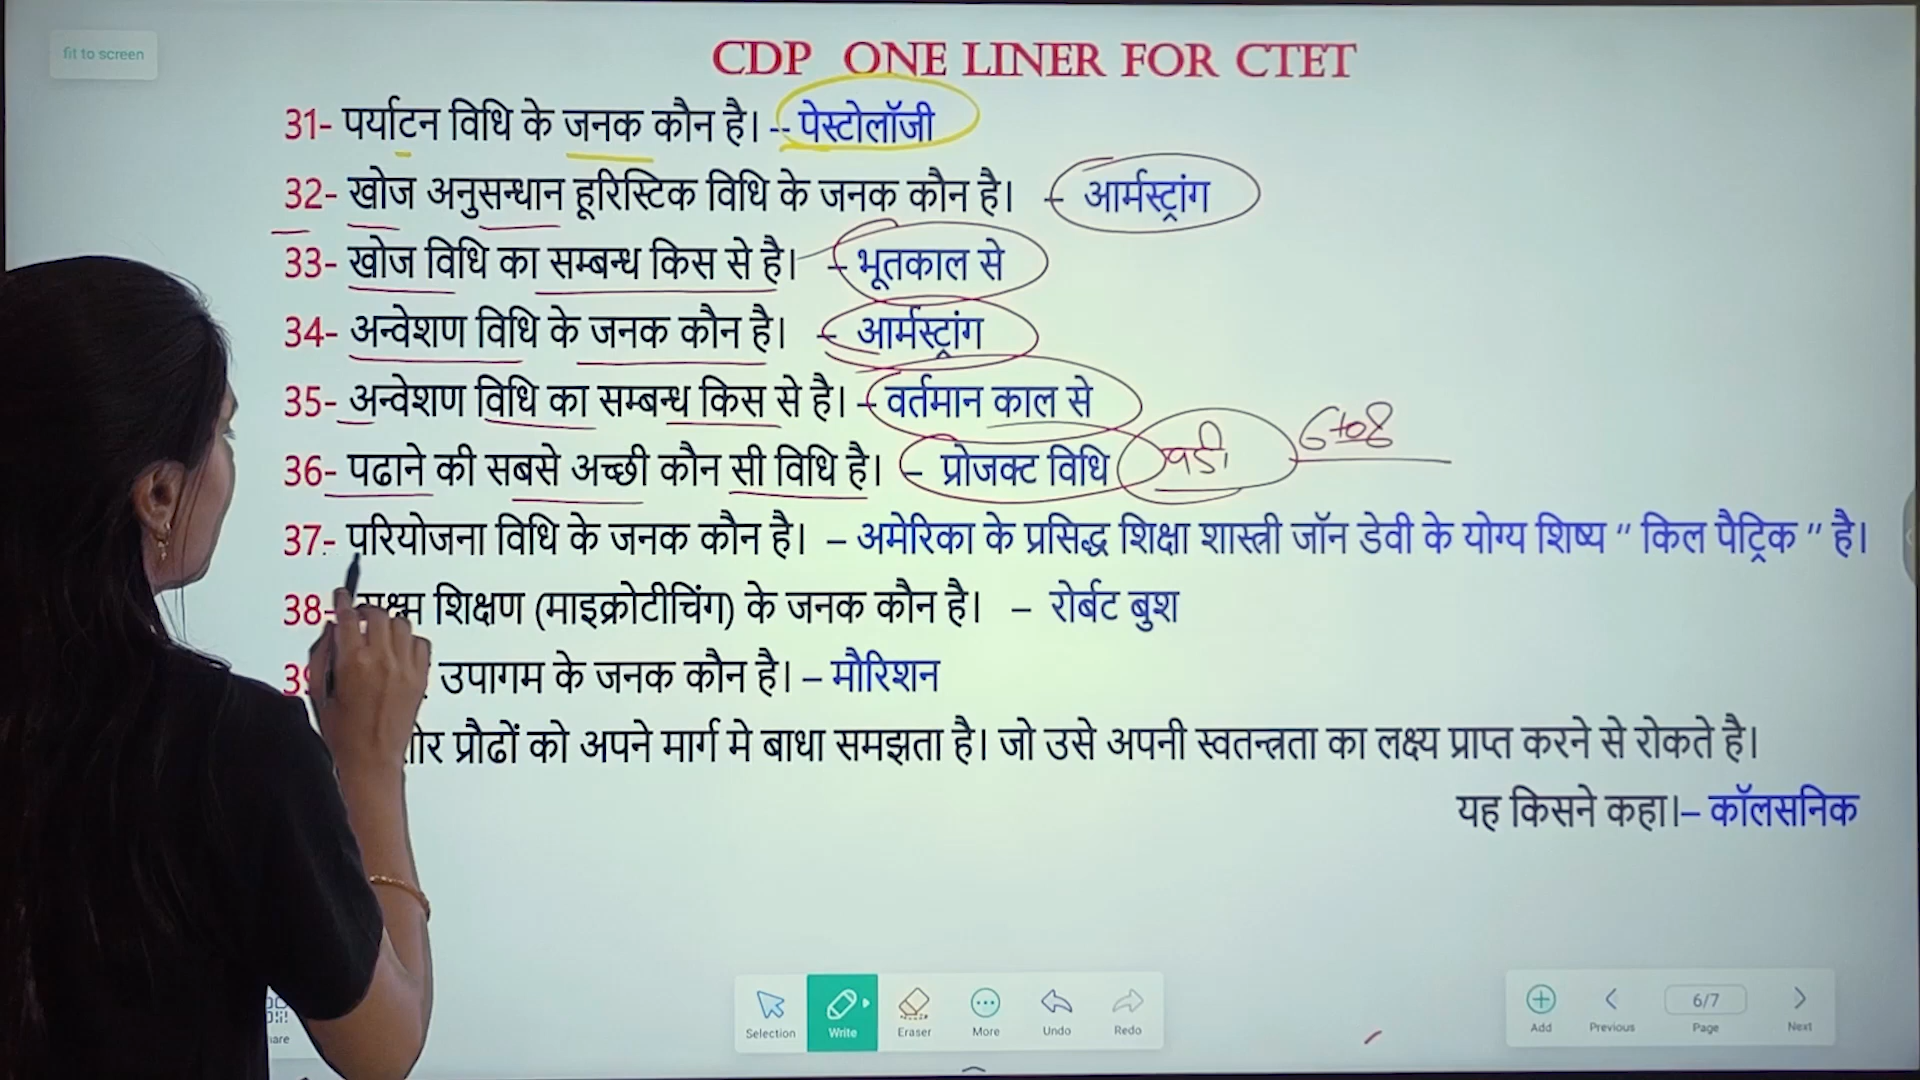 fit to screen
CDP ONE LINER FOR CTET
31- पर्याटन विधि के जनक कौन है। -- पेस्टोलॉजी
32- खोज अनुसन्धान हूरिस्टिक विधि के जनक कौन है। – आर्मस्ट्रांग
33- खोज विधि का सम्बन्ध किस से है। – भूतकाल से
34- अन्वेशण विधि के जनक कौन है। – आर्मस्ट्रांग
35- अन्वेशण विधि का सम्बन्ध किस से है। – वर्तमान काल से
6 to 8
36- पढाने की सबसे अच्छी कौन सी विधि है। – प्रोजक्ट विधि
37- परियोजना विधि के जनक कौन है। – अमेरिका के प्रसिद्ध शिक्षा शास्त्री जॉन डेवी के योग्य शिष्य “ किल पैट्रिक ” है।
38- शिक्षण (माइक्रोटीचिंग) के जनक कौन है। – रोर्बट बुश
उपागम के जनक कौन है। – मौरिशन
प्रौढों को अपने मार्ग मे बाधा समझता है। जो उसे अपनी स्वतन्त्रता का लक्ष्य प्राप्त करने से रोकते है।
यह किसने कहा।– कॉलसनिक
Selection Write Eraser More Undo Redo
Add Previous 6/7 Page Next